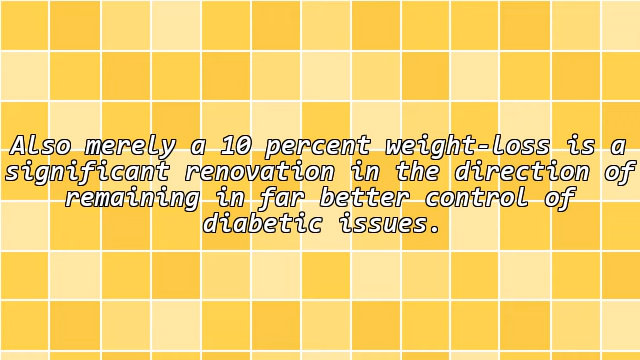 Also merely a 10 percent weight-loss is a
significant renovation in the direction of
remaining in far better control of
diabetic issues.